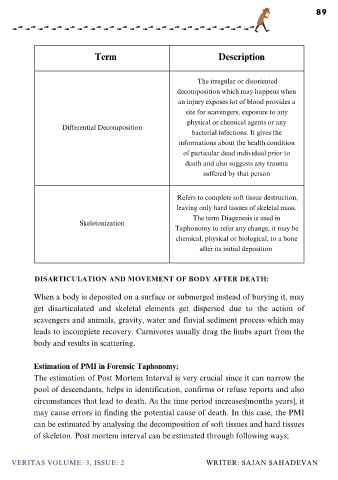 89
Term
Description
Differential Decomposition
The irregular or disoriented
decomposition which may happens when
an injury exposes lot of blood provides a
site for scavengers, exposure to any
physical or chemical agents or any
bacterial infections. It gives the
informations about the health condition
of particular dead individual prior to
death and also suggests any trauma
suffered by that person
Skeletonization
Refers to complete soft tissue destruction,
leaving only hard tissues of skeletal mass.
The term Diagenesis is used in
Taphonomy to refer any change, it may be
chemical, physical or biological, to a bone
after its initial deposition
DISARTICULATION AND MOVEMENT OF BODY AFTER DEATH:
When a body is deposited on a surface or submerged instead of burying it, may
get disarticulated and skeletal elements get dispersed due to the action of
scavengers and animals, gravity, water and fluvial sediment process which may
leads to incomplete recovery. Carnivores usually drag the limbs apart from the
body and results in scattering.
Estimation of PMI in Forensic Taphonomy:
The estimation of Post Mortem Interval is very crucial since it can narrow the
pool of descendants, helps in identification, confirms or refuse reports and also
circumstances that lead to death. As the time period increases[months years], it
may cause errors in finding the potential cause of death. In this case, the PMI
can be estimated by analysing the decomposition of soft tissues and hard tissues
of skeleton. Post mortem interval can be estimated through following ways;
VERITAS VOLUME: 3, ISSUE: 2
WRITER: SAJAN SAHADEVAN